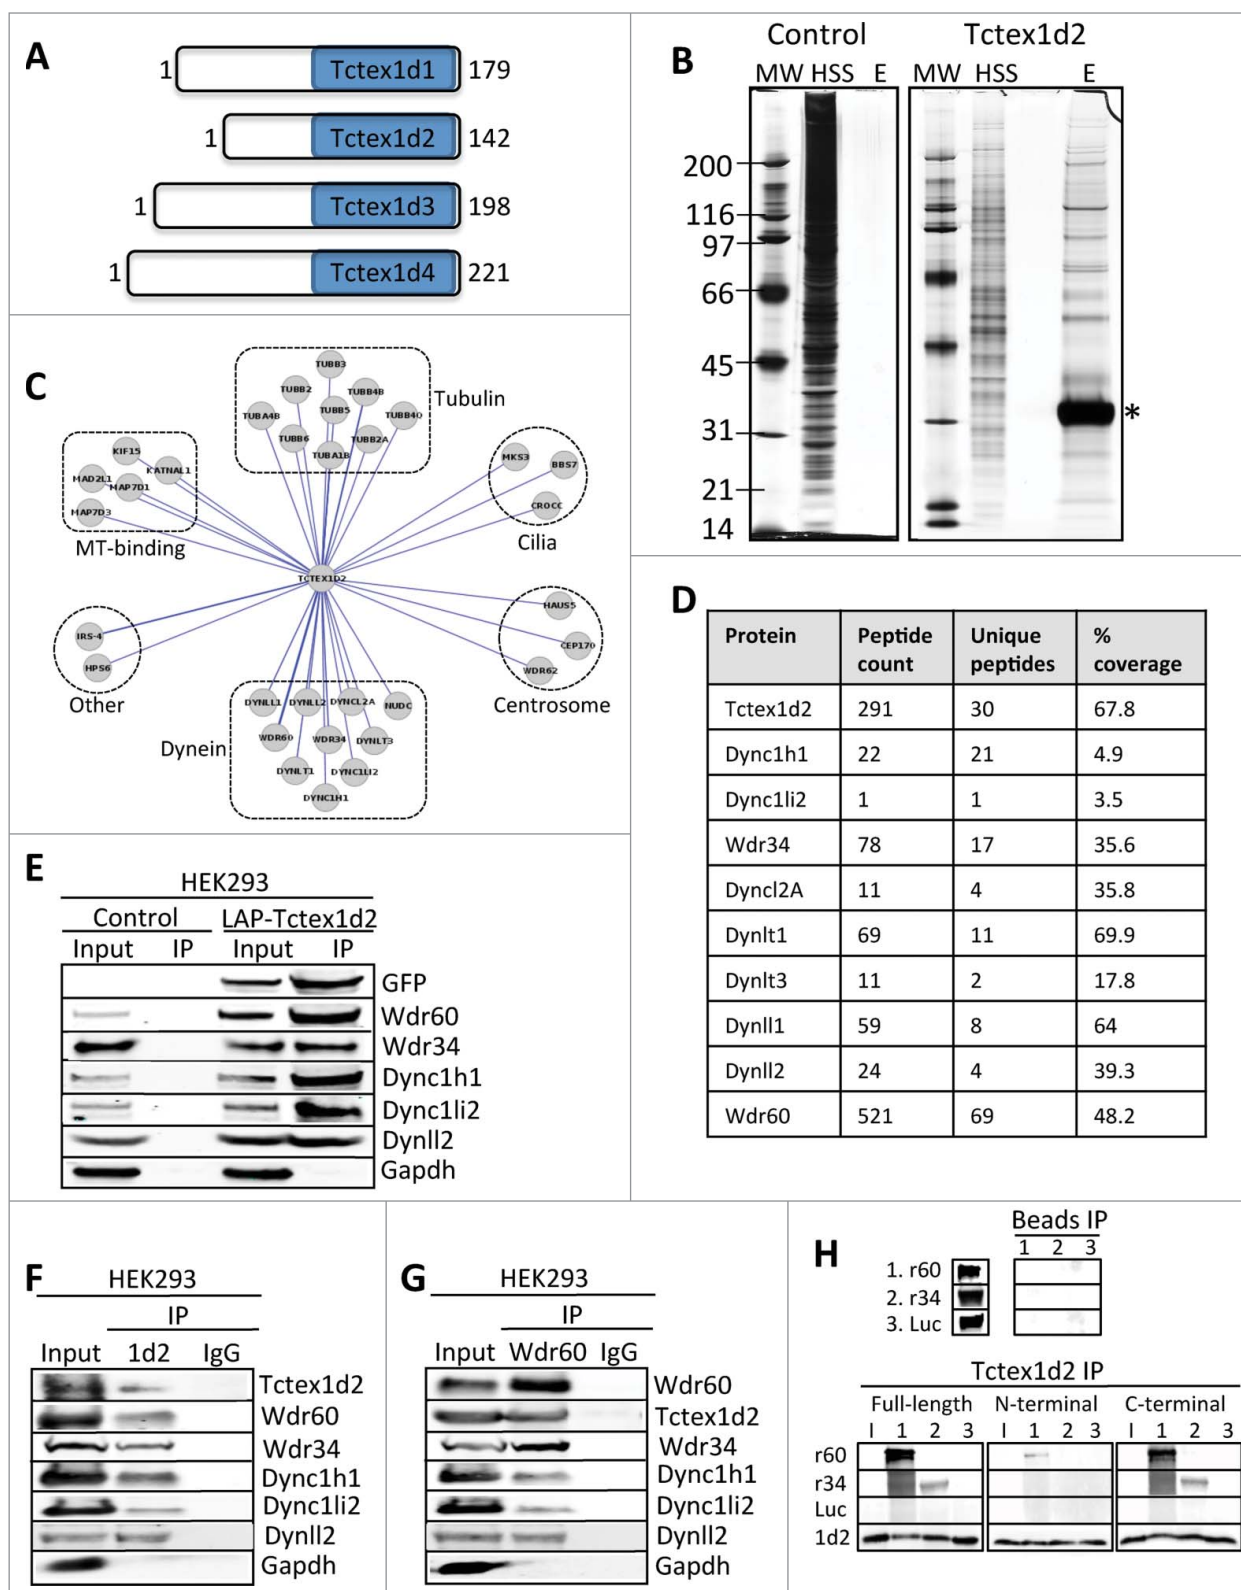 A
1 Tctex1d1 179
1 Tctex1d2 142
1 Tctex1d3 198
1 Tctex1d4 221
B
Control Tctex1d2
MW HSS E MW HSS E
200
116
97
66
45
31
21
14
*
C
TUBB3
TUBB2 TUBB4B
TUBA4B TUBB5 TUBB4Q
TUBB6 TUBB2A
TUBA1B
Tubulin
KIF15
KATNAL1
MAD2L1 MAP7D1
MAP7D3
MT-binding
MKS3 BBS7
CROCC
Cilia
TCTEX1D2
IRS-4
HPS6
Other
HAUS5
CEP170
WDR62
Centrosome
DYNLL1 DYNLL2 DYNCL2A NUDC
WDR60 WDR34 DYNLT3
DYNLT1 DYNC1LI2
DYNC1H1
Dynein
D
Protein Peptide count Unique peptides % coverage
Tctex1d2 291 30 67.8
Dync1h1 22 21 4.9
Dync1li2 1 1 3.5
Wdr34 78 17 35.6
Dyncl2A 11 4 35.8
Dynlt1 69 11 69.9
Dynlt3 11 2 17.8
Dynll1 59 8 64
Dynll2 24 4 39.3
Wdr60 521 69 48.2
E
HEK293
Control LAP-Tctex1d2
Input IP Input IP
GFP
Wdr60
Wdr34
Dync1h1
Dync1li2
Dynll2
Gapdh
F
HEK293
IP
Input 1d2 IgG
Tctex1d2
Wdr60
Wdr34
Dync1h1
Dync1li2
Dynll2
Gapdh
G
HEK293
IP
Input Wdr60 IgG
Wdr60
Tctex1d2
Wdr34
Dync1h1
Dync1li2
Dynll2
Gapdh
H
Beads IP
1 2 3
1. r60
2. r34
3. Luc
Tctex1d2 IP
Full-length N-terminal C-terminal
I 1 2 3 I 1 2 3 I 1 2 3
r60
r34
Luc
1d2